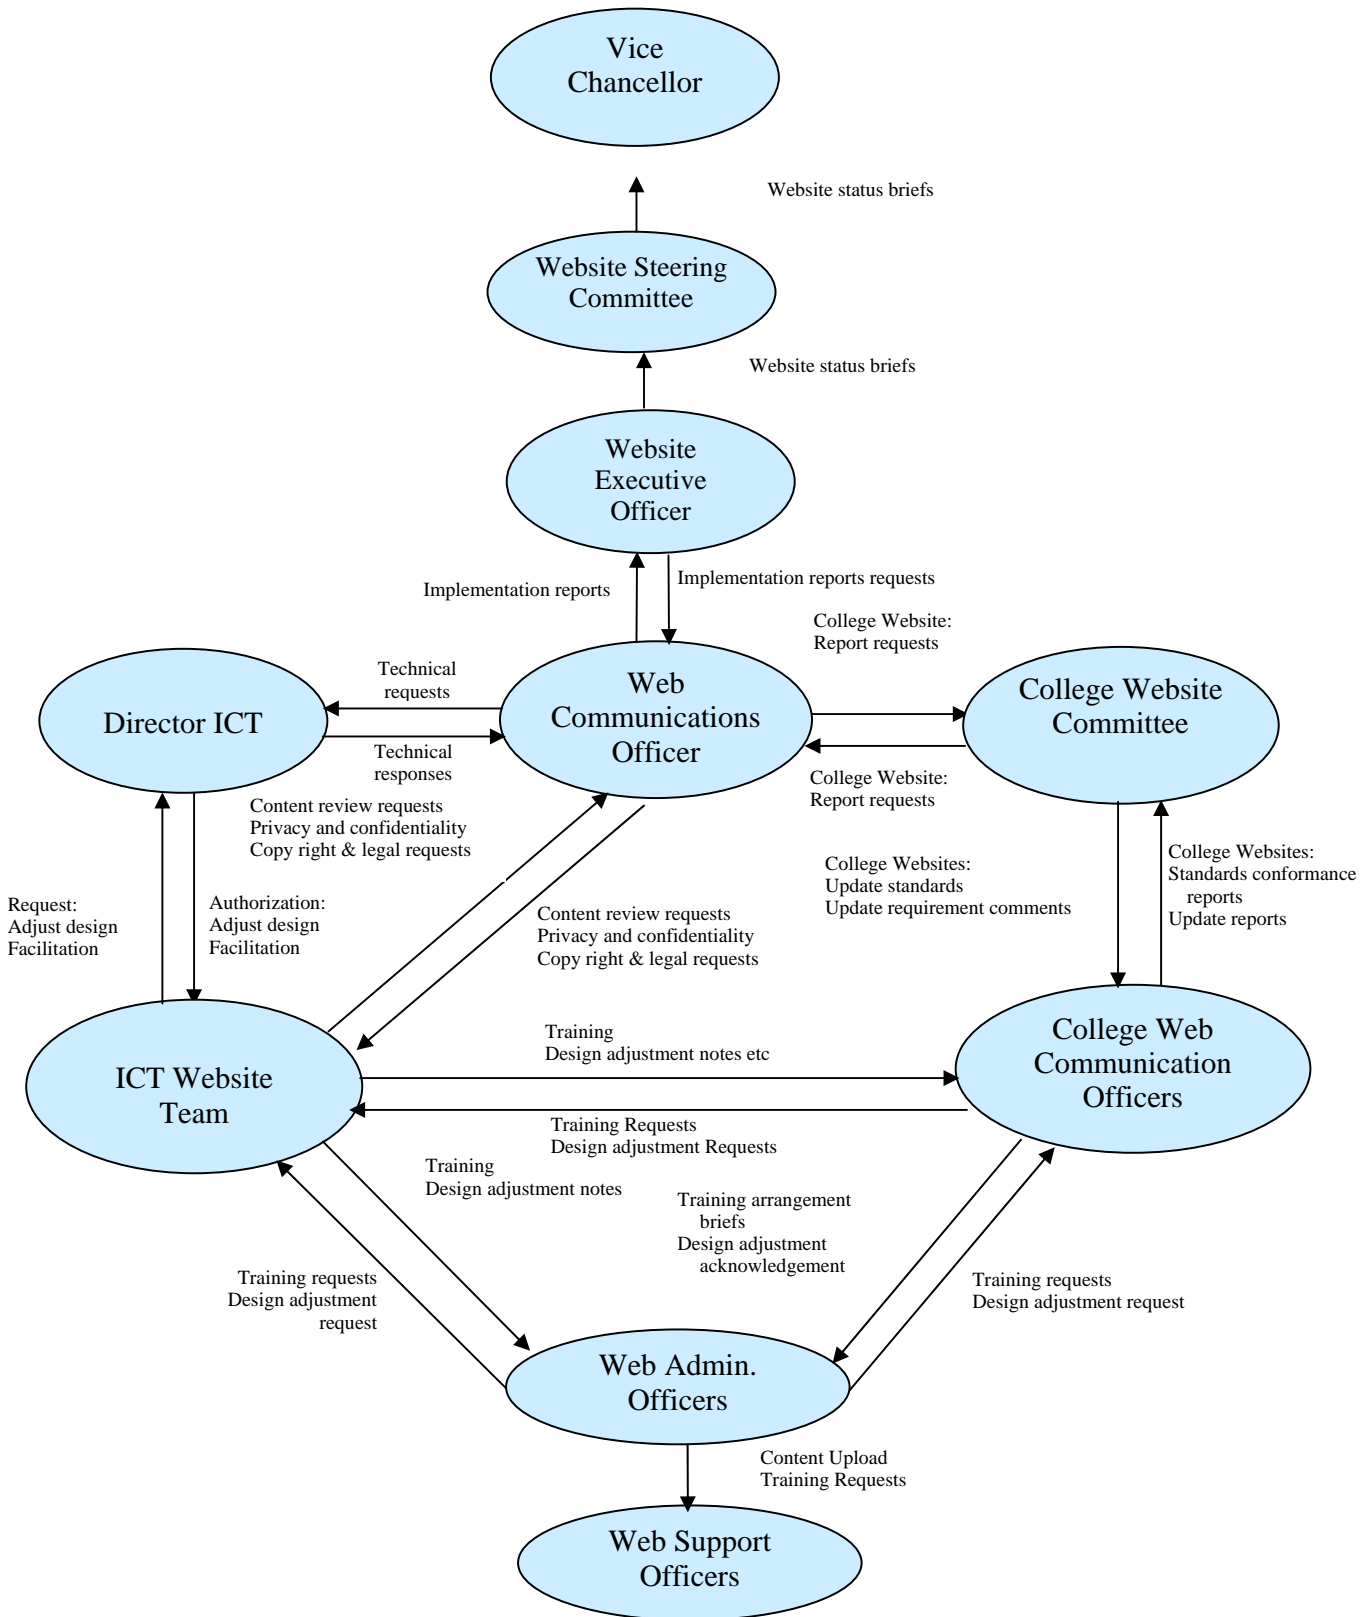 Vice
Chancellor
Website status briefs
Website Steering
Committee
Website status briefs
Website
Executive
Officer
Implementation reports
Implementation reports requests
College Website:
Report requests
Technical
requests
Director ICT
Web
Communications
Officer
College Website
Committee
Technical
responses
College Website:
Report requests
Content review requests
Privacy and confidentiality
Copy right & legal requests
College Websites:
Update standards
Update requirement comments
College Websites:
Standards conformance
reports
Update reports
Request:
Adjust design
Facilitation
Authorization:
Adjust design
Facilitation
Content review requests
Privacy and confidentiality
Copy right & legal requests
ICT Website
Team
Training
Design adjustment notes etc
College Web
Communication
Officers
Training Requests
Design adjustment Requests
Training
Design adjustment notes
Training arrangement
briefs
Design adjustment
acknowledgement
Training requests
Design adjustment
request
Training requests
Design adjustment request
Web Admin.
Officers
Content Upload
Training Requests
Web Support
Officers